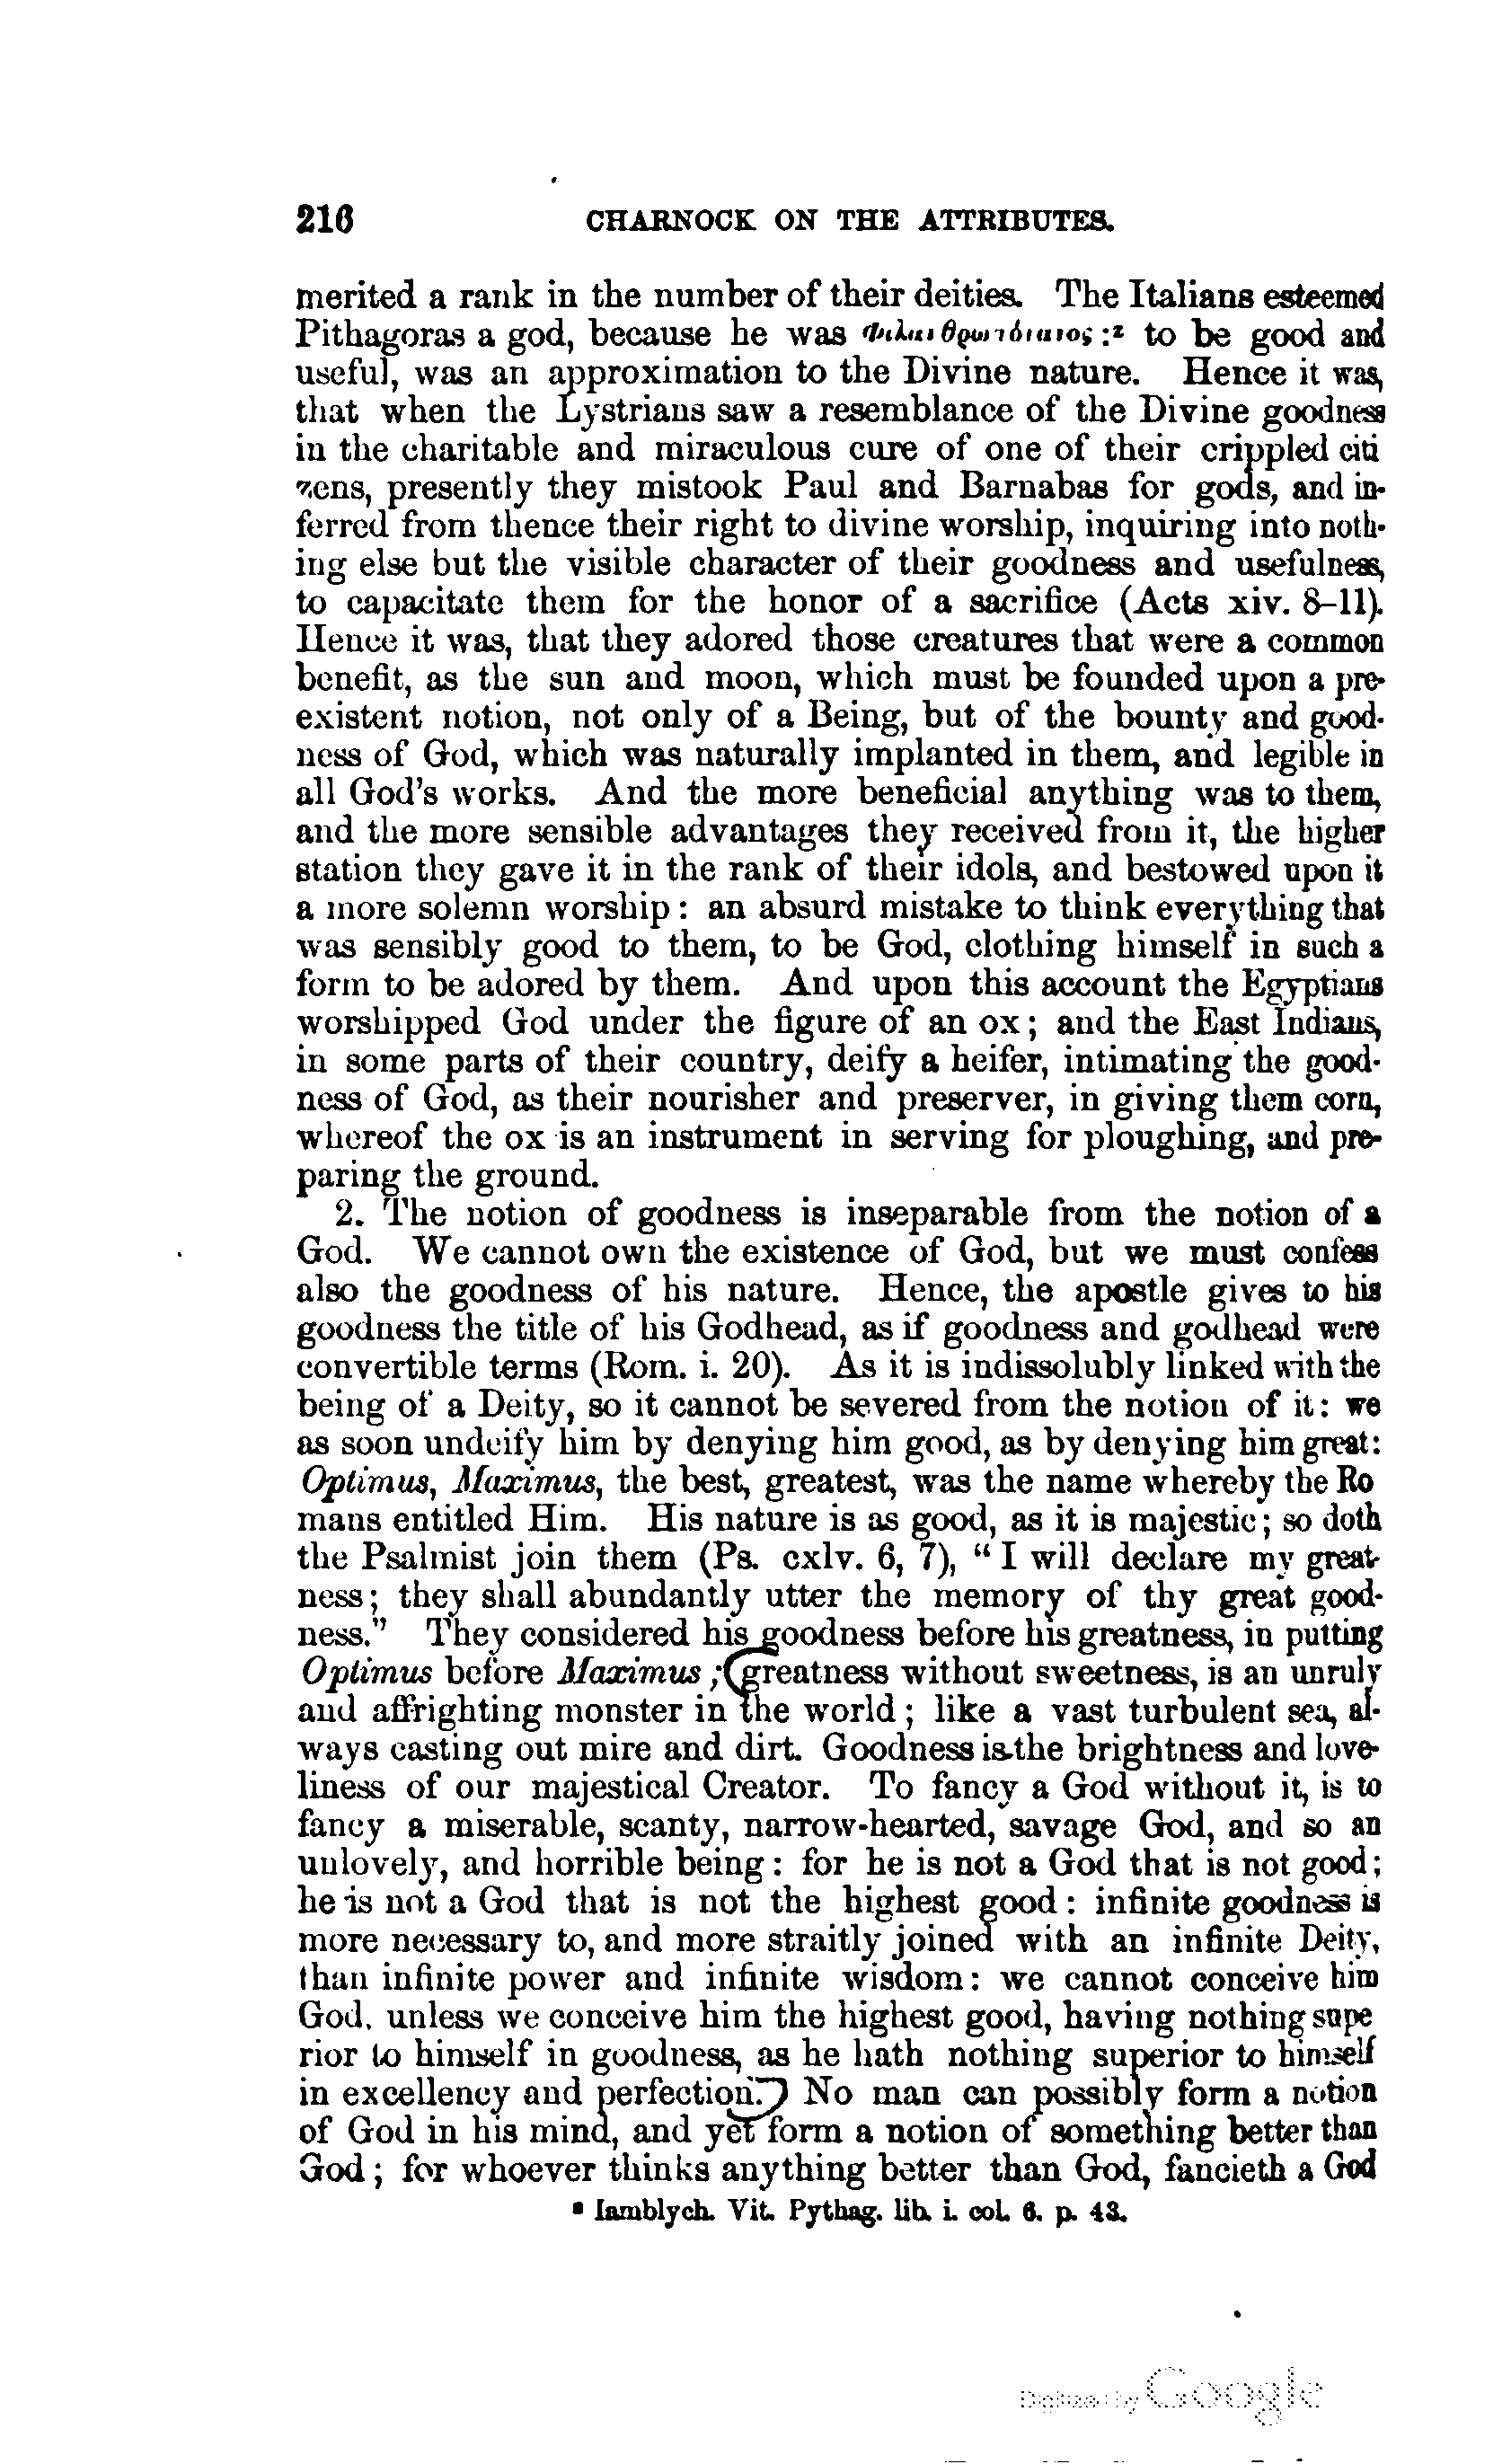 216 CHARNOCK ON THE ATTRIBUTES.
merited a rank in the number of their deities. The Italians esteemed
Pithagoras a god, because he was Φιλανθρωπότατος :z to be good and
useful, was an approximation to the Divine nature. Hence it was,
that when the Lystrians saw a resemblance of the Divine goodness
in the charitable and miraculous cure of one of their crippled citi
zens, presently they mistook Paul and Barnabas for gods, and in-
ferred from thence their right to divine worship, inquiring into noth-
ing else but the visible character of their goodness and usefulness,
to capacitate them for the honor of a sacrifice (Acts xiv. 8–11).
Hence it was, that they adored those creatures that were a common
benefit, as the sun and moon, which must be founded upon a pre-
existent notion, not only of a Being, but of the bounty and good-
ness of God, which was naturally implanted in them, and legible in
all God's works. And the more beneficial anything was to them,
and the more sensible advantages they received from it, the higher
station they gave it in the rank of their idols, and bestowed upon it
a more solemn worship : an absurd mistake to think everything that
was sensibly good to them, to be God, clothing himself in such a
form to be adored by them. And upon this account the Egyptians
worshipped God under the figure of an ox ; and the East Indians,
in some parts of their country, deify a heifer, intimating the good-
ness of God, as their nourisher and preserver, in giving them corn,
whereof the ox is an instrument in serving for ploughing, and pre-
paring the ground.
2. The notion of goodness is inseparable from the notion of a
God. We cannot own the existence of God, but we must confess
also the goodness of his nature. Hence, the apostle gives to his
goodness the title of his Godhead, as if goodness and godhead were
convertible terms (Rom. i. 20). As it is indissolubly linked with the
being of a Deity, so it cannot be severed from the notion of it : we
as soon undeify him by denying him good, as by denying him great:
Optimus, Maximus, the best, greatest, was the name whereby the Ro
mans entitled Him. His nature is as good, as it is majestic ; so doth
the Psalmist join them (Ps. cxlv. 6, 7), “ I will declare my great-
ness ; they shall abundantly utter the memory of thy great good-
ness.” They considered his goodness before his greatness, in putting
Optimus before Maximus ; greatness without sweetness, is an unruly
and affrighting monster in the world ; like a vast turbulent sea, al-
ways casting out mire and dirt. Goodness is the brightness and love-
liness of our majestical Creator. To fancy a God without it, is to
fancy a miserable, scanty, narrow-hearted, savage God, and so an
unlovely, and horrible being : for he is not a God that is not good ;
he is not a God that is not the highest good : infinite goodness is
more necessary to, and more straitly joined with an infinite Deity,
than infinite power and infinite wisdom : we cannot conceive him
God, unless we conceive him the highest good, having nothing supe
rior to himself in goodness, as he hath nothing superior to himself
in excellency and perfection. No man can possibly form a notion
of God in his mind, and yet form a notion of something better than
God ; for whoever thinks anything better than God, fancieth a God
z Iamblych. Vit. Pythag. lib. i. col. 6. p. 43.
Digitized by Google